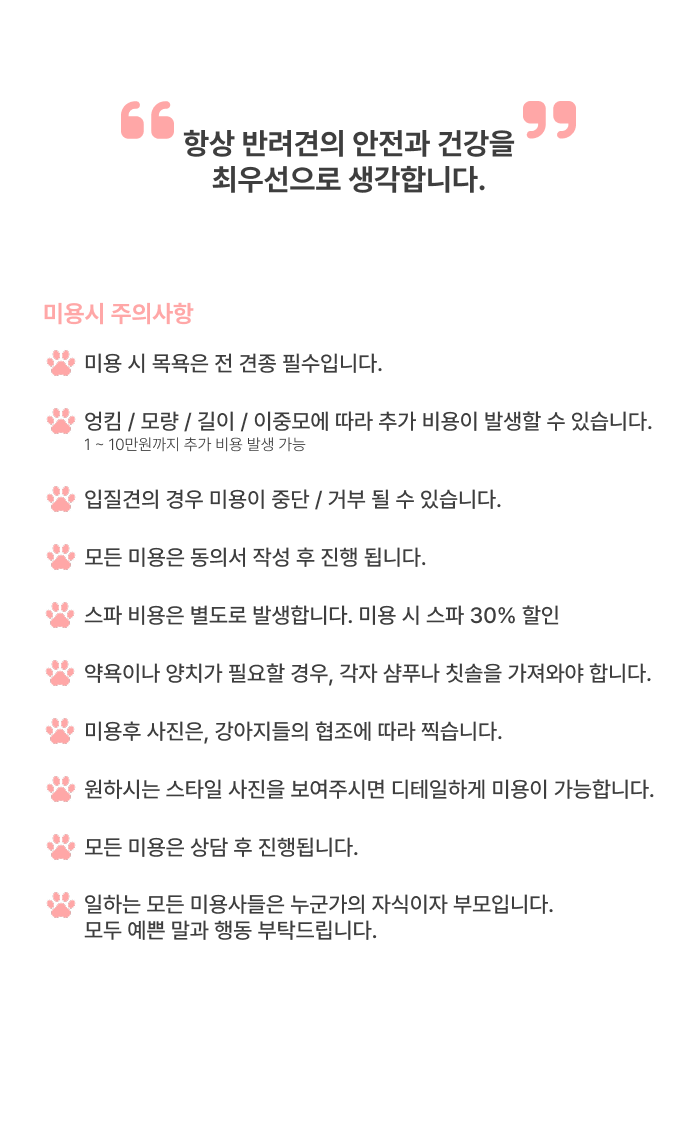 “ 항상 반려견의 안전과 건강을 ”
최우선으로 생각합니다.
미용시 주의사항
미용 시 목욕은 전 견종 필수입니다.
엉킴 / 모량 / 길이 / 이중모에 따라 추가 비용이 발생할 수 있습니다.
1 ~ 10만원까지 추가 비용 발생 가능
입질견의 경우 미용이 중단 / 거부 될 수 있습니다.
모든 미용은 동의서 작성 후 진행 됩니다.
스파 비용은 별도로 발생합니다. 미용 시 스파 30% 할인
약욕이나 양치가 필요할 경우, 각자 샴푸나 칫솔을 가져와야 합니다.
미용후 사진은, 강아지들의 협조에 따라 찍습니다.
원하시는 스타일 사진을 보여주시면 디테일하게 미용이 가능합니다.
모든 미용은 상담 후 진행됩니다.
일하는 모든 미용사들은 누군가의 자식이자 부모입니다.
모두 예쁜 말과 행동 부탁드립니다.